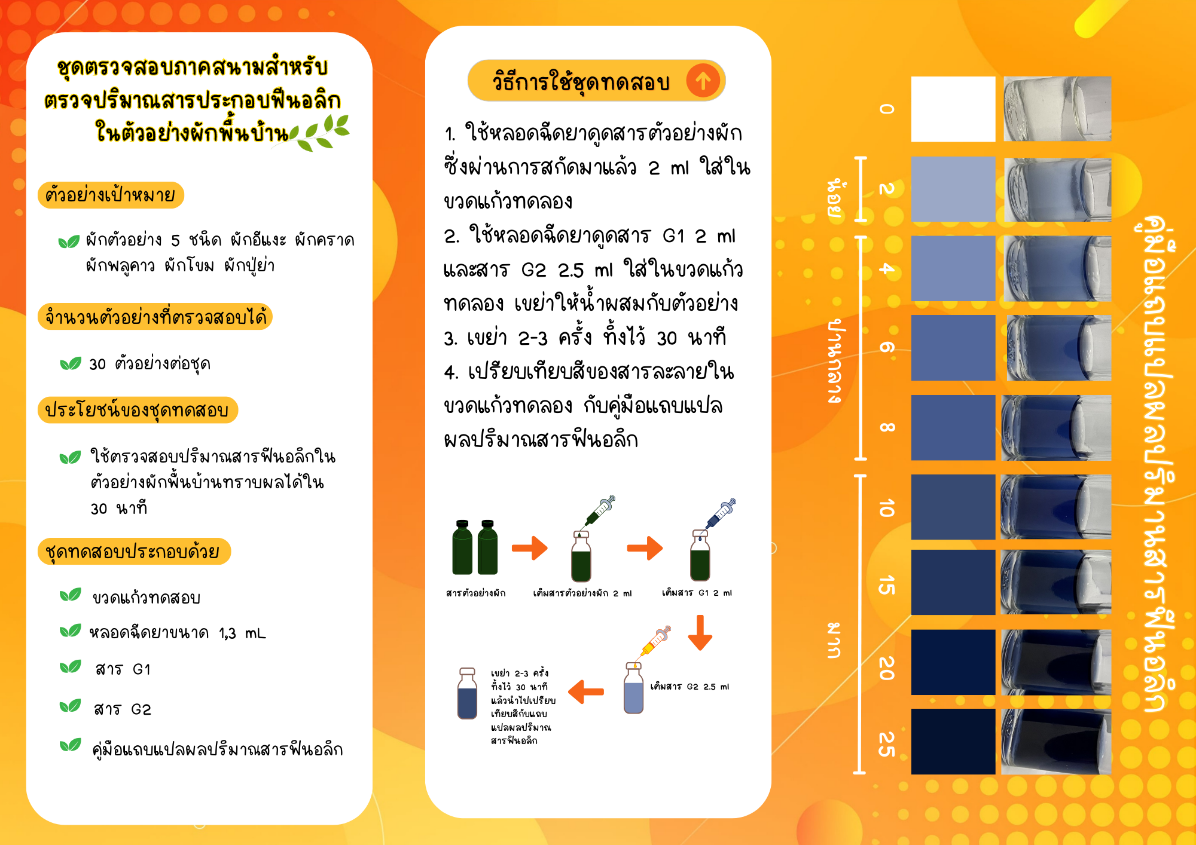 ชุดตรวจสอบภาคสนามสำหรับ
ตรวจปริมาณสารประกอบฟีนอลิก
ในตัวอย่างผักพื้นบ้าน
ตัวอย่างเป้าหมาย
ผักตัวอย่าง 5 ชนิด ผักอีแงะ ผักคราด
ผักพลูคาว ผักโขม ผักปู่ย่า
จำนวนตัวอย่างที่ตรวจสอบได้
30 ตัวอย่างต่อชุด
ประโยชน์ของชุดทดสอบ
ใช้ตรวจสอบปริมาณสารฟีนอลิกใน
ตัวอย่างผักพื้นบ้านทราบผลได้ใน
30 นาที
ชุดทดสอบประกอบด้วย
ขวดแก้วทดสอบ
หลอดฉีดยาขนาด 1,3 mL
สาร G1
สาร G2
คู่มือแถบแปลผลปริมาณสารฟีนอลิก
วิธีการใช้ชุดทดสอบ
1. ใช้หลอดฉีดยาดูดสารตัวอย่างผัก
ซึ่งผ่านการสกัดมาแล้ว 2 ml ใส่ใน
ขวดแก้วทดลอง
2. ใช้หลอดฉีดยาดูดสาร G1 2 ml
และสาร G2 2.5 ml ใส่ในขวดแก้ว
ทดลอง เขย่าให้น้ำผสมกับตัวอย่าง
3. เขย่า 2-3 ครั้ง ทิ้งไว้ 30 นาที
4. เปรียบเทียบสีของสารละลายใน
ขวดแก้วทดลอง กับคู่มือแถบแปล
ผลปริมาณสารฟินอลิก
สารตัวอย่างผัก
เติมสารตัวอย่างผัก 2 ml
เติมสาร G1 2 ml
เติมสาร G2 2.5 ml
เขย่า 2-3 ครั้ง
ทิ้งไว้ 30 นาที
แล้วนำไปเปรียบ
เทียบสีกับแถบ
แปลผลปริมาณ
สารฟีนอลิก
คู่มือแถบแปลผลปริมานสารฟีนอลิก
0
2
4
6
8
10
15
20
25
น้อย
ปานกลาง
มาก